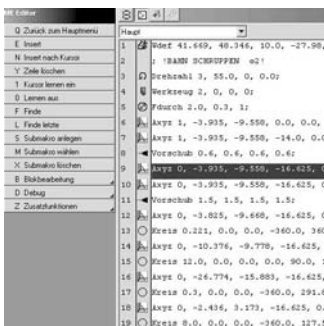 ME Editor
Q Zurück zum Hauptmenü
E Insert
N Insert nach Kursor
Y Zeile löschen
1 Kursor lernen ein
0 Lernen aus
F Finde
L Finde letzte
S Submakro anlegen
M Submakro wählen
X Submakro löschen
B Blokbearbeitung
D Debug
Z Zusatzfunktionen
Haupt
1 Wdef 41.669, 48.346, 10.0, -27.98,
2 ; !BAHN SCHRUPPEN o2!
3 Drehzahl 3, 55.0, 0, 0.0;
4 Werkzeug 2, 0, 0, 0;
5 Fdurch 2.0, 0.3, 1;
6 Axyz 1, -3.935, -9.558, 0.0, 0.0,
7 Axyz 1, -3.935, -9.558, -14.0, 0.0
8 Vorschub 0.6, 0.6, 0.6, 0.6;
9 Axyz 0, -3.935, -9.558, -16.625, 0
10 Axyz 0, -3.935, -9.558, -16.625, 0
11 Vorschub 1.5, 1.5, 1.5, 1.5;
12 Axyz 0, -3.825, -9.668, -16.625, 0
13 Kreis 0.221, 0.0, 0.0, -360.0, 360
14 Axyz 0, -10.376, -9.778, -16.625,
15 Kreis 12.0, 0.0, 0.0, 0.0, 90.0,
16 Axyz 0, -26.774, -15.883, -16.625,
17 Kreis 0.3, 0.0, 0.0, -360.0, 291.8
18 Axyz 0, -2.436, 3.173, -16.625, 0.
19 Kreis 8.0, 0.0, 0.0, -360.0, 127.3